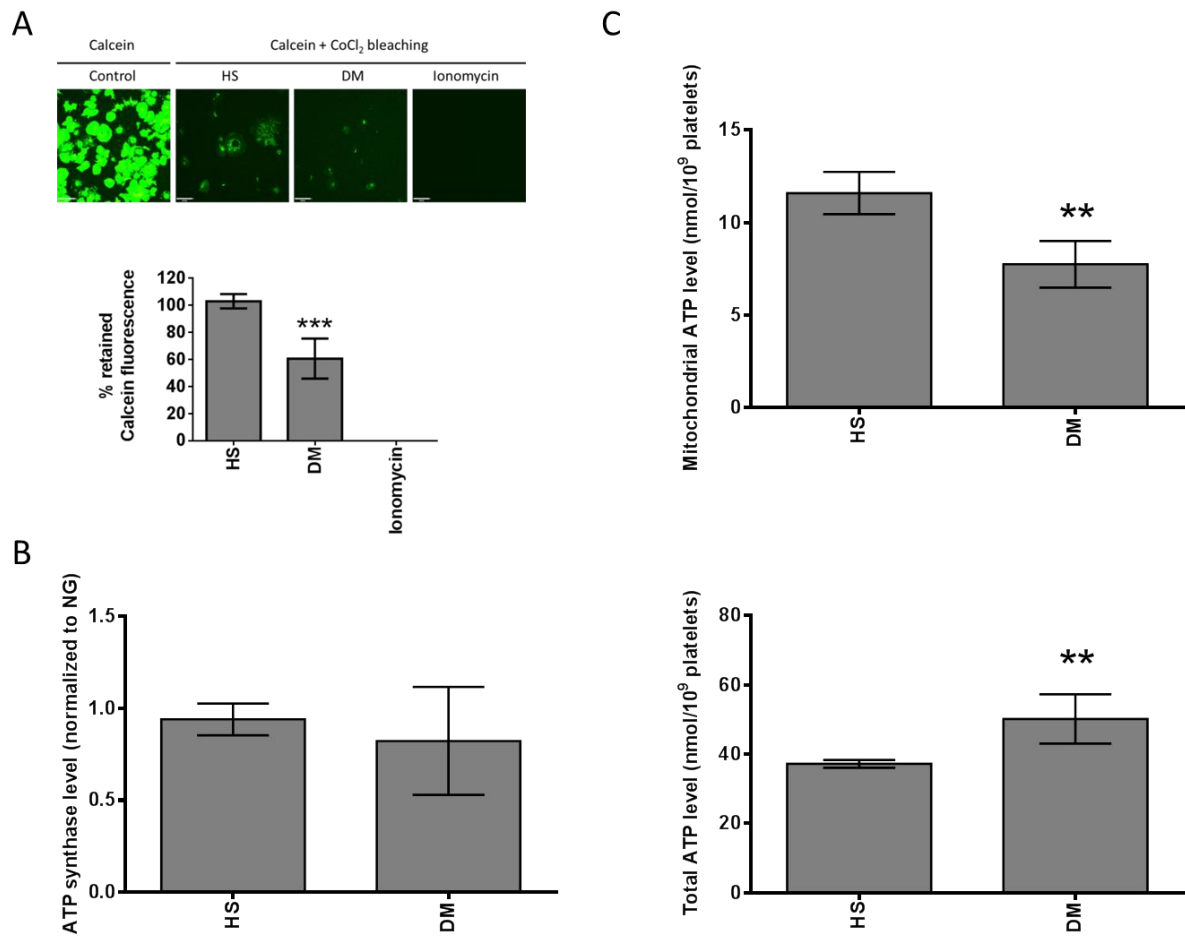 A
Calcein
Calcein + CoCl2 bleaching
Control
HS
DM
Ionomycin
% retained
Calcein fluorescence
120
100
80
60
40
20
0
***
HS
DM
Ionomycin
B
ATP synthase level (normalized to NG)
1.5
1.0
0.5
0.0
HS
DM
C
Mitochondrial ATP level (nmol/10⁹ platelets)
15
10
5
0
**
HS
DM
Total ATP level (nmol/10⁹ platelets)
80
60
40
20
0
**
HS
DM